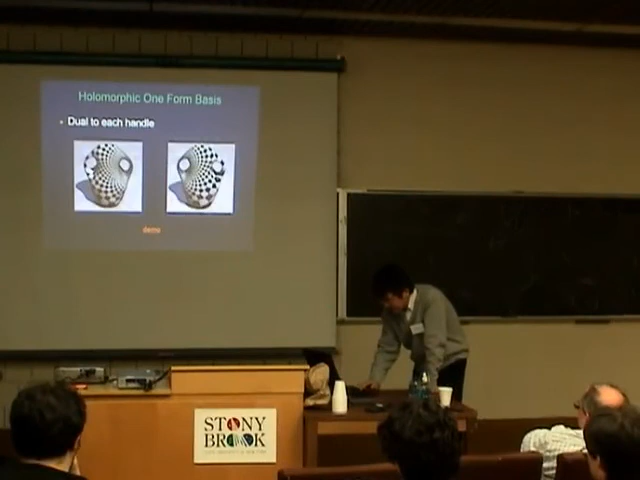 Holomorphic One Form Basis
• Dual to each handle
demo
STONY
BROOK